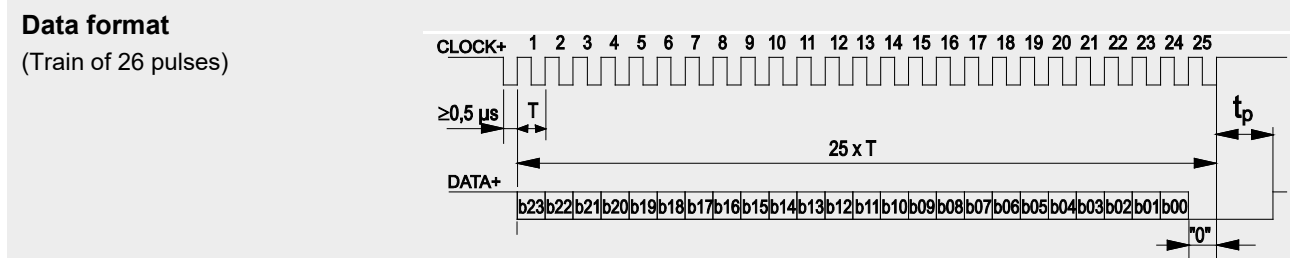 Data format
(Train of 26 pulses)
CLOCK+ 1 2 3 4 5 6 7 8 9 10 11 12 13 14 15 16 17 18 19 20 21 22 23 24 25
≥0,5 µs T tp
25 x T
DATA+
b23 b22 b21 b20 b19 b18 b17 b16 b15 b14 b13 b12 b11 b10 b09 b08 b07 b06 b05 b04 b03 b02 b01 b00
"0"